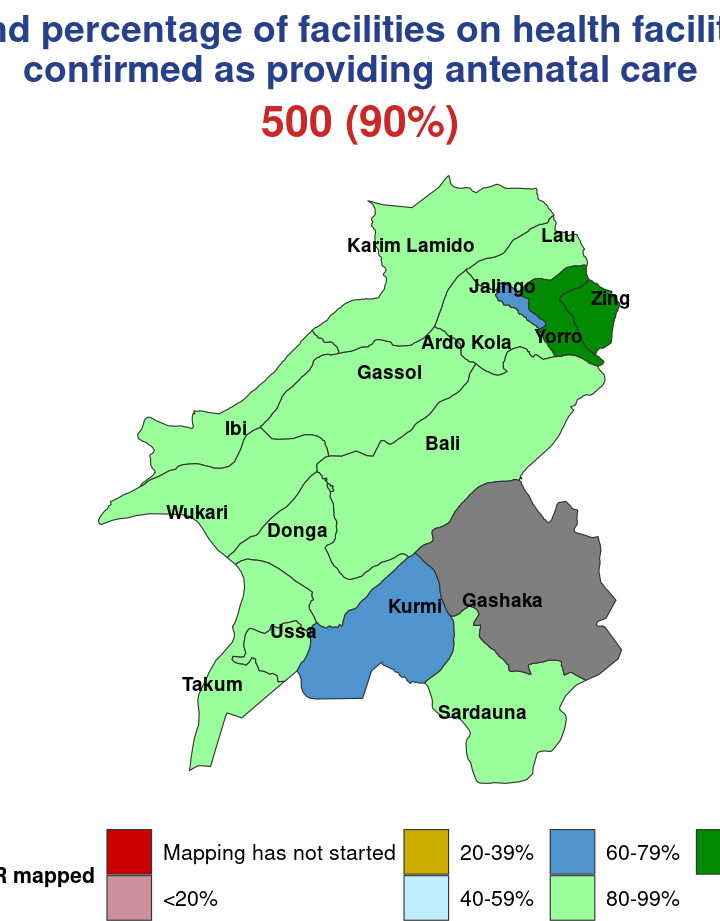 nd percentage of facilities on health facilit
confirmed as providing antenatal care
500 (90%)
Karim Lamido
Lau
Jalingo
Zing
Yorro
Ardo Kola
Gassol
Ibi
Bali
Wukari
Donga
Gashaka
Kurmi
Ussa
Takum
Sardauna
R mapped
Mapping has not started
<20%
20-39%
40-59%
60-79%
80-99%